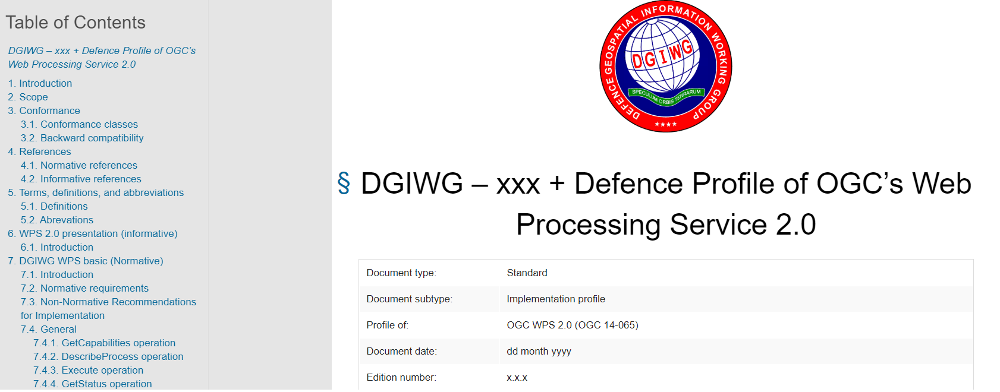 Table of Contents
DGIWG – xxx + Defence Profile of OGC’s
Web Processing Service 2.0
1. Introduction
2. Scope
3. Conformance
3.1. Conformance classes
3.2. Backward compatibility
4. References
4.1. Normative references
4.2. Informative references
5. Terms, definitions, and abbreviations
5.1. Definitions
5.2. Abrevations
6. WPS 2.0 presentation (informative)
6.1. Introduction
7. DGIWG WPS basic (Normative)
7.1. Introduction
7.2. Normative requirements
7.3. Non-Normative Recommendations
for Implementation
7.4. General
7.4.1. GetCapabilities operation
7.4.2. DescribeProcess operation
7.4.3. Execute operation
7.4.4. GetStatus operation
DEFENCE GEOSPATIAL INFORMATION WORKING GROUP
DGIWG
SPECULUM ORBIS TERRARUM
§ DGIWG – xxx + Defence Profile of OGC’s Web
Processing Service 2.0
Document type: Standard
Document subtype: Implementation profile
Profile of: OGC WPS 2.0 (OGC 14-065)
Document date: dd month yyyy
Edition number: x.x.x